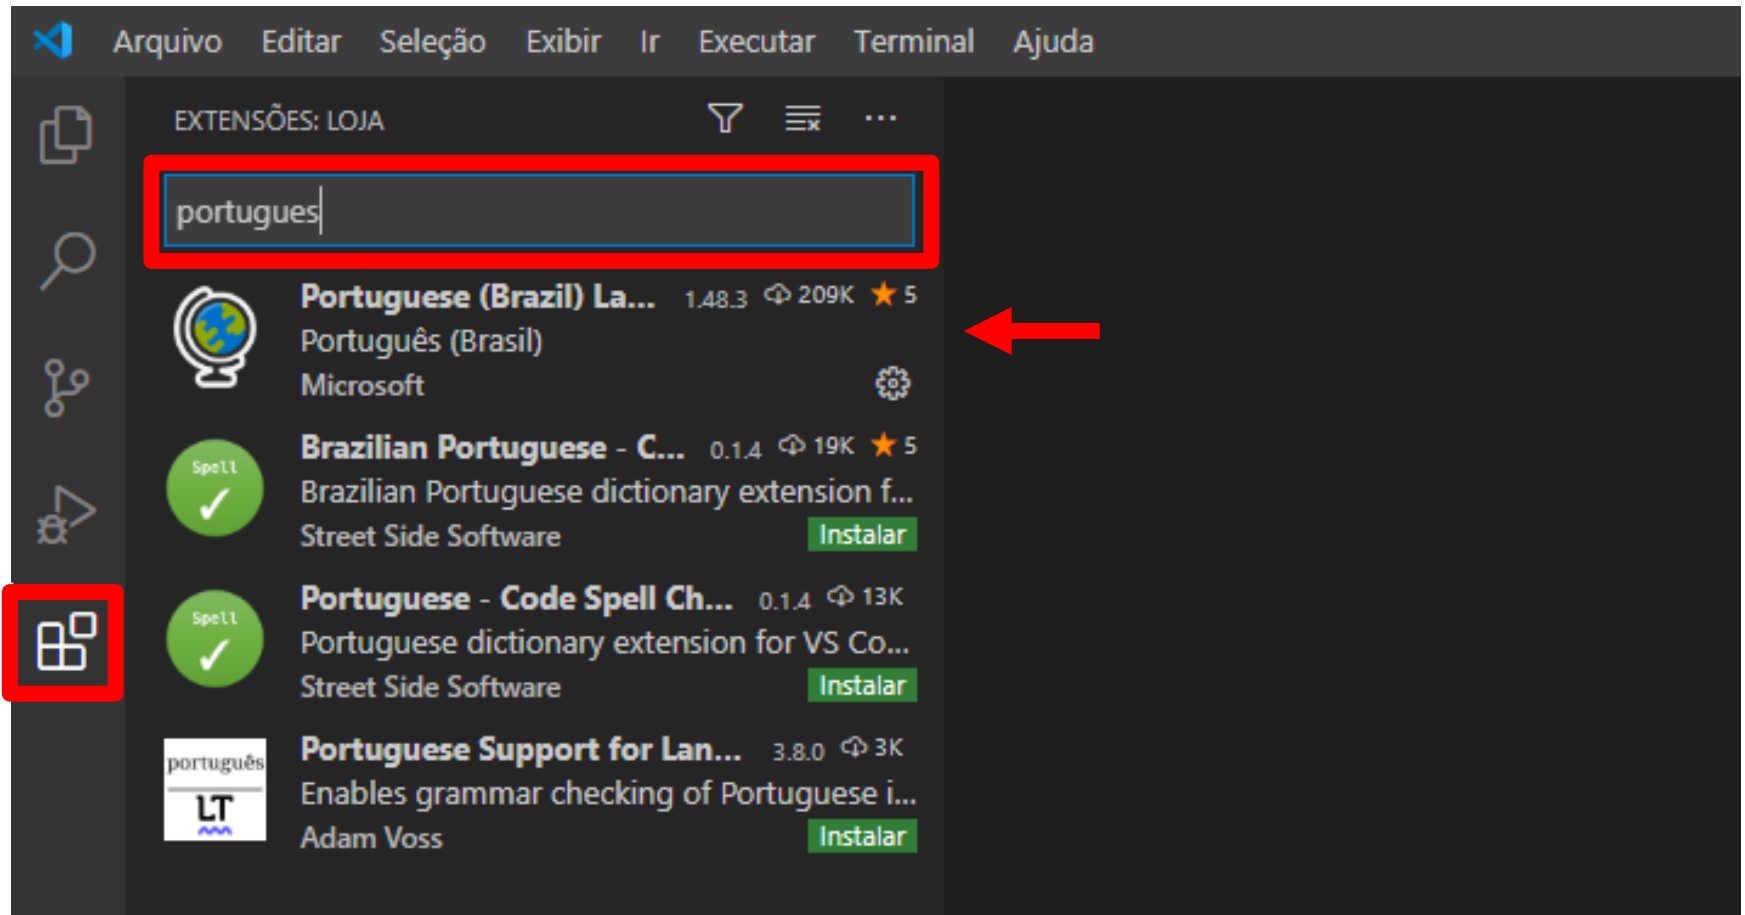 Arquivo Editar Seleção Exibir Ir Executar Terminal Ajuda
EXTENSÕES: LOJA
portugues
Portuguese (Brazil) La... 1.48.3 209K 5
Português (Brasil)
Microsoft
Spell
Brazilian Portuguese - C... 0.1.4 19K 5
Brazilian Portuguese dictionary extension f...
Street Side Software Instalar
Spell
Portuguese - Code Spell Ch... 0.1.4 13K
Portuguese dictionary extension for VS Co...
Street Side Software Instalar
português
LT
Portuguese Support for Lan... 3.8.0 3K
Enables grammar checking of Portuguese i...
Adam Voss Instalar